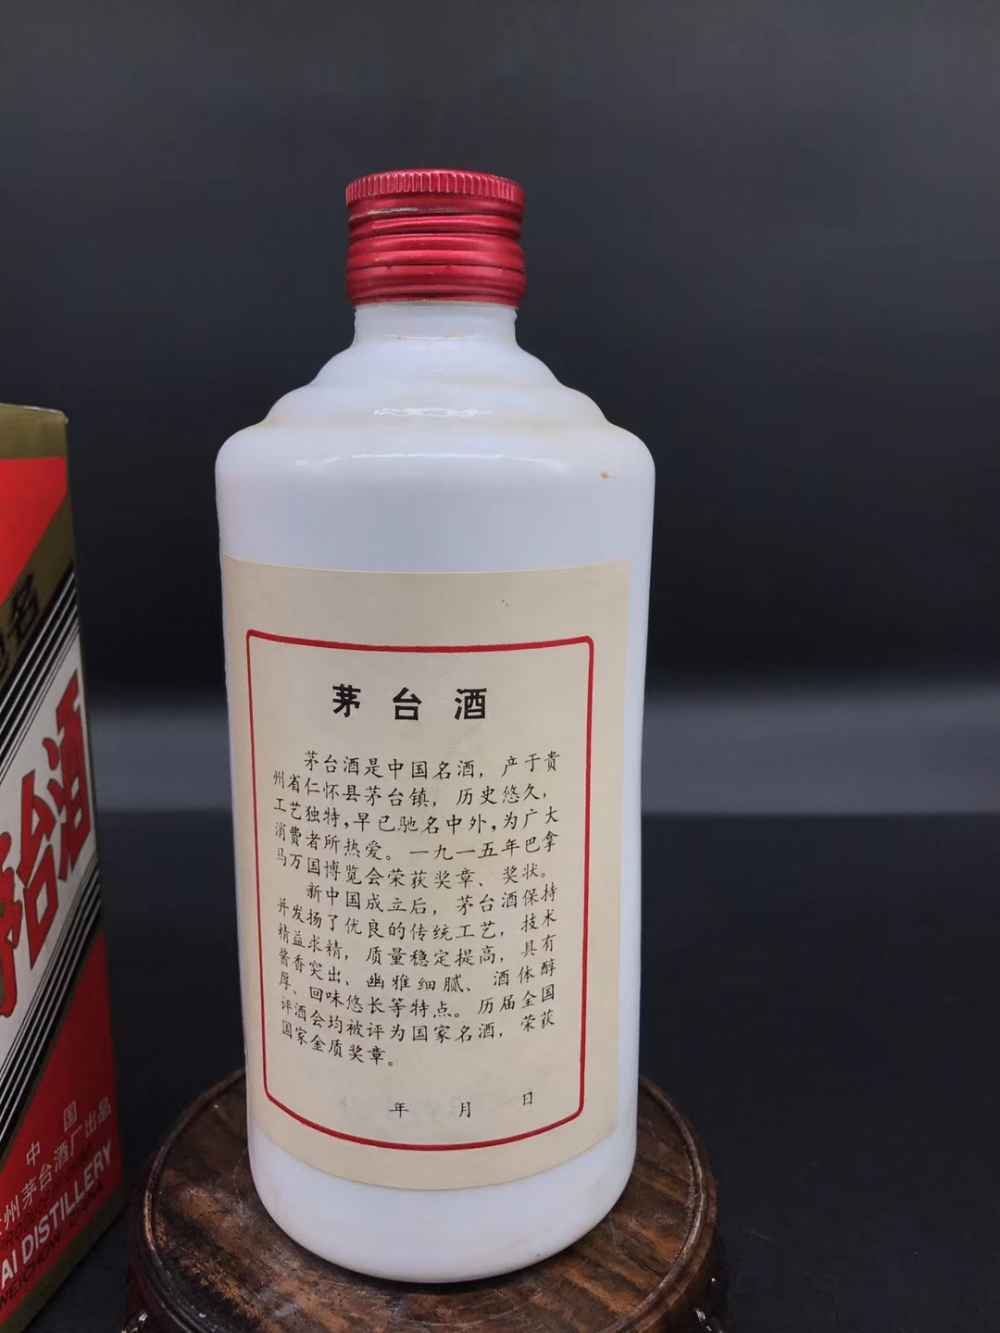 茅台酒
茅台酒是中国名酒，产于贵
州省仁怀县茅台镇，历史悠久，
工艺独特，早已驰名中外，为广大
消费者所热爱。一九一五年巴拿
马万国博览会荣获奖章、奖状。
新中国成立后，茅台酒保持
并发扬了优良的传统工艺，技术
精益求精，质量稳定提高，具有
酱香突出、幽雅细腻、酒体醇
厚、回味悠长等特点。历届全国
评酒会均被评为国家名酒，荣获
国家金质奖章。
年 月 日
名
台酒
中国
州茅台酒厂出品
AI DISTILLERY